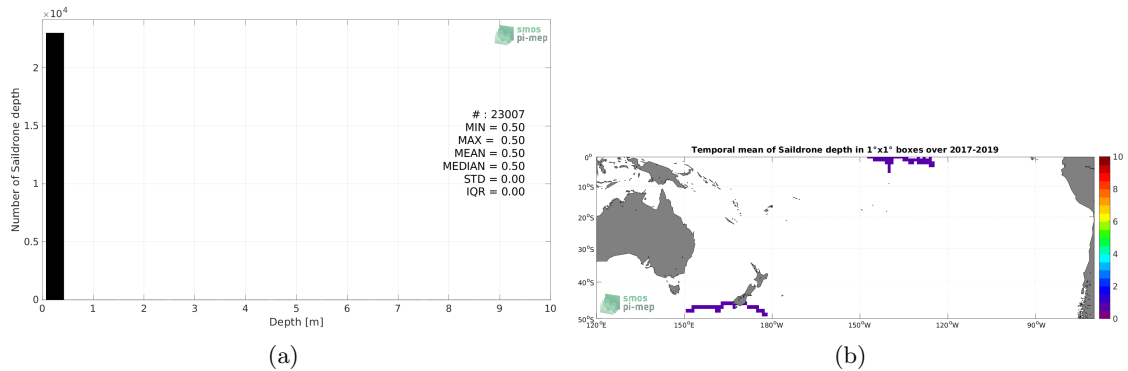 ×10⁴
2
1.5
1
0.5
0
Number of Saildrone depth
0 1 2 3 4 5 6 7 8 9 10
Depth [m]
smos
pi-mep
# : 23007
MIN = 0.50
MAX = 0.50
MEAN = 0.50
MEDIAN = 0.50
STD = 0.00
IQR = 0.00
(a)
Temporal mean of Saildrone depth in 1°x1° boxes over 2017-2019
0°
10°S
20°S
30°S
40°S
50°S
120°E 150°E 180°W 150°W 120°W 90°W
smos
pi-mep
10
8
6
4
2
0
(b)